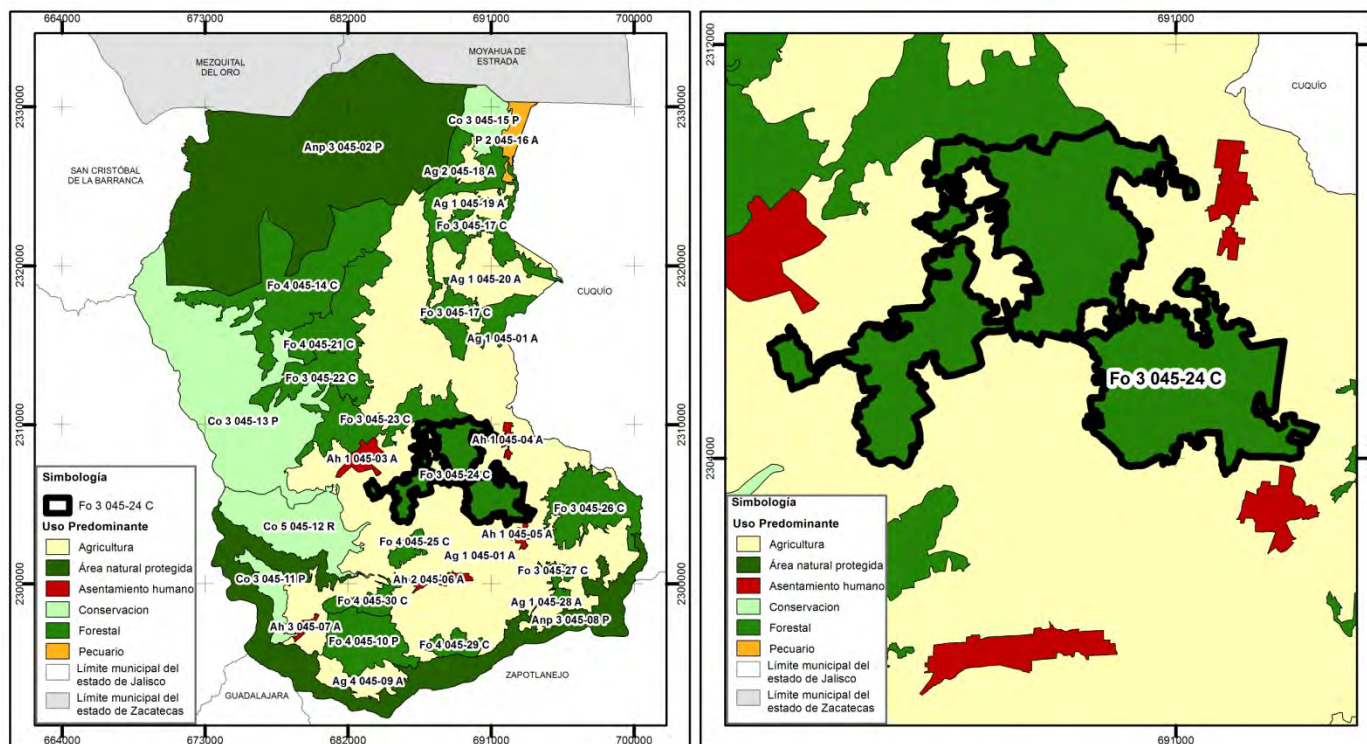 664000
673000
682000
691000
700000
2330000
2320000
2310000
2300000
MEZQUITAL
DEL ORO
MOYAHUA DE
ESTRADA
SAN CRISTÓBAL
DE LA BARRANCA
CUQUÍO
ZAPOTLANEJO
GUADALAJARA
Co 3 045-15 P
P 2 045-16 A
Anp 3 045-02 P
Ag 2 045-18 A
Ag 1 045-19 A
Fo 3 045-17 C
Ag 1 045-20 A
Fo 4 045-14 C
Fo 3 045-17 C
Ag 1 045-01 A
Fo 4 045-21 C
Fo 3 045-22 C
Co 3 045-13 P
Fo 3 045-23 C
Ah 1 045-04 A
Ah 1 045-03 A
Fo 3 045-24 C
Fo 3 045-26 C
Co 5 045-12 R
Ah 1 045-05 A
Fo 4 045-25 C
Ag 1 045-01 A
Fo 3 045-27 C
Co 3 045-11 P
Ah 2 045-06 A
Fo 4 045-30 C
Ag 1 045-28 A
Anp 3 045-08 P
Ah 3 045-07 A
Fo 4 045-10 P
Fo 4 045-29 C
Ag 4 045-09 A
Simbología
Fo 3 045-24 C
Uso Predominante
Agricultura
Área natural protegida
Asentamiento humano
Conservacion
Forestal
Pecuario
Límite municipal del
estado de Jalisco
Límite municipal del
estado de Zacatecas
664000
673000
682000
691000
700000
691000
2312000
2304000
CUQUÍO
Fo 3 045-24 C
Simbología
Uso Predominante
Agricultura
Área natural protegida
Asentamiento humano
Conservacion
Forestal
Pecuario
Límite municipal del
estado de Jalisco
Límite municipal del
estado de Zacatecas
691000